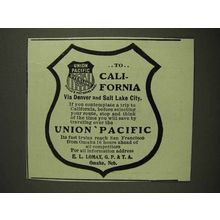 UNION
PACIFIC
..TO..
CALI-
FORNIA
Via Denver and Salt Lake City.
If you contemplate a trip to
California, before selecting
your route, stop and think
of the time you will save by
traveling over the
UNION PACIFIC
Its fast trains reach San Francisco
from Omaha 16 hours ahead of
all competitors
For all information address
E. L. LOMAX, G. P. & T. A.
Omaha, Neb.